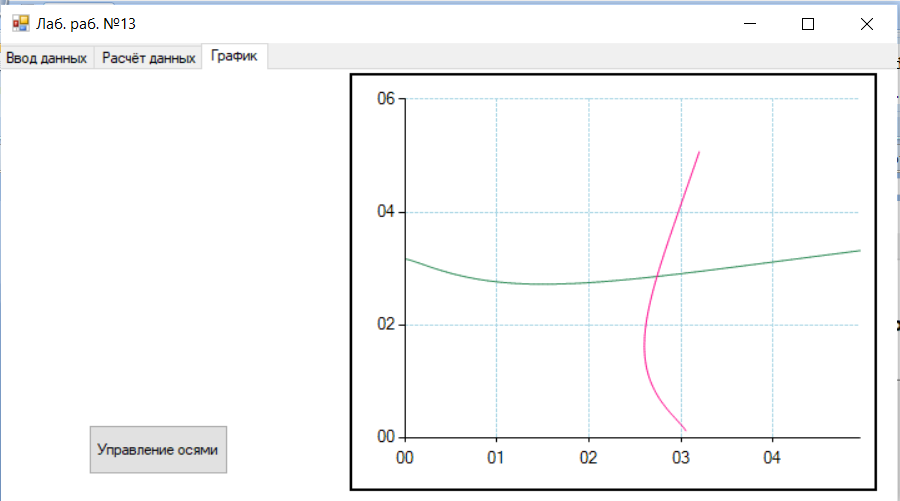 Лаб. раб. №13
Ввод данных Расчёт данных График
06
04
02
00
00 01 02 03 04
Управление осями